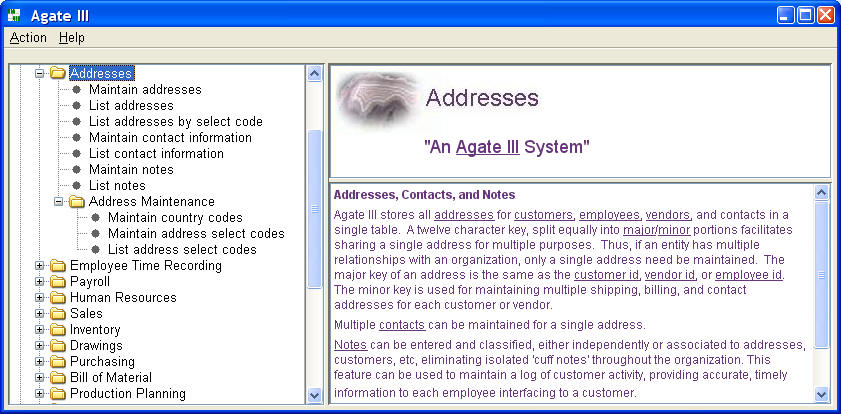 Agate III
Action Help
Addresses
Maintain addresses
List addresses
List addresses by select code
Maintain contact information
List contact information
Maintain notes
List notes
Address Maintenance
Maintain country codes
Maintain address select codes
List address select codes
Employee Time Recording
Payroll
Human Resources
Sales
Inventory
Drawings
Purchasing
Bill of Material
Production Planning
Addresses
"An Agate III System"
Addresses, Contacts, and Notes
Agate III stores all addresses for customers, employees, vendors, and contacts in a
single table. A twelve character key, split equally into major/minor portions facilitates
sharing a single address for multiple purposes. Thus, if an entity has multiple
relationships with an organization, only a single address need be maintained. The
major key of an address is the same as the customer id, vendor id, or employee id.
The minor key is used for maintaining multiple shipping, billing, and contact
addresses for each customer or vendor.
Multiple contacts can be maintained for a single address.
Notes can be entered and classified, either independently or associated to addresses,
customers, etc, eliminating isolated 'cuff notes' throughout the organization. This
feature can be used to maintain a log of customer activity, providing accurate, timely
information to each employee interfacing to a customer.